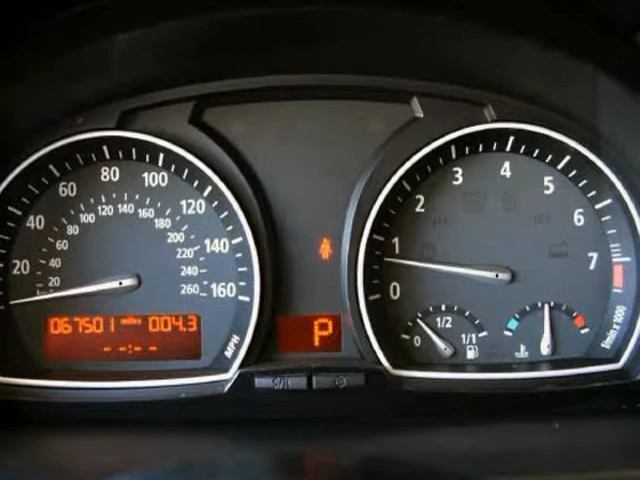 20 40 60 80 100 120 140 160
20 40 60 80 100 120 140 160 180 200 220 240 260
MPH
067501 miles 004.3
-- : -- --
P
0 1 2 3 4 5 6 7
1/min x 1000
0 1/2 1/1